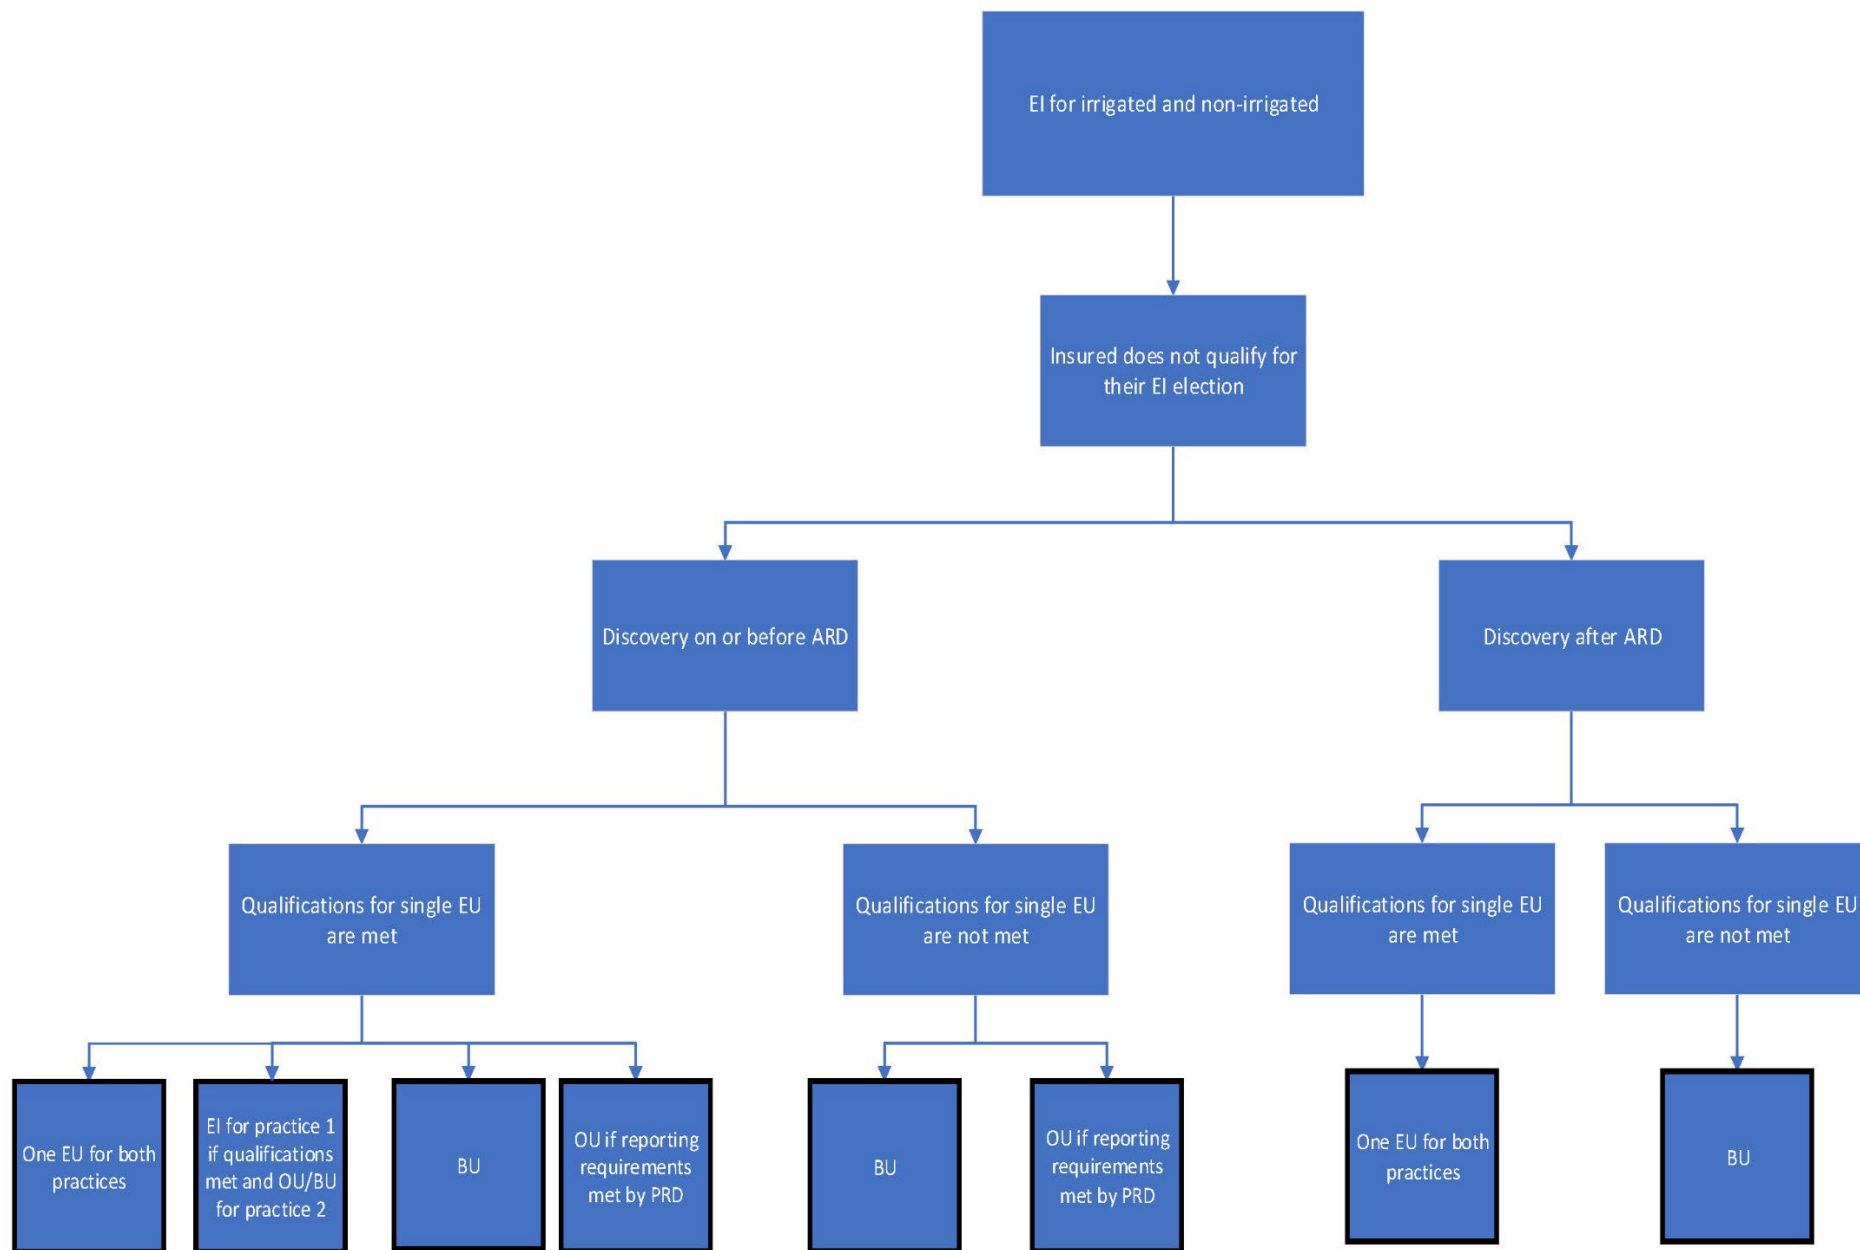 EI for irrigated and non-irrigated
Insured does not qualify for
their EI election
Discovery on or before ARD
Discovery after ARD
Qualifications for single EU
are met
Qualifications for single EU
are not met
Qualifications for single EU
are met
Qualifications for single EU
are not met
One EU for both
practices
EI for practice 1
if qualifications
met and OU/BU
for practice 2
BU
OU if reporting
requirements
met by PRD
BU
OU if reporting
requirements
met by PRD
One EU for both
practices
BU